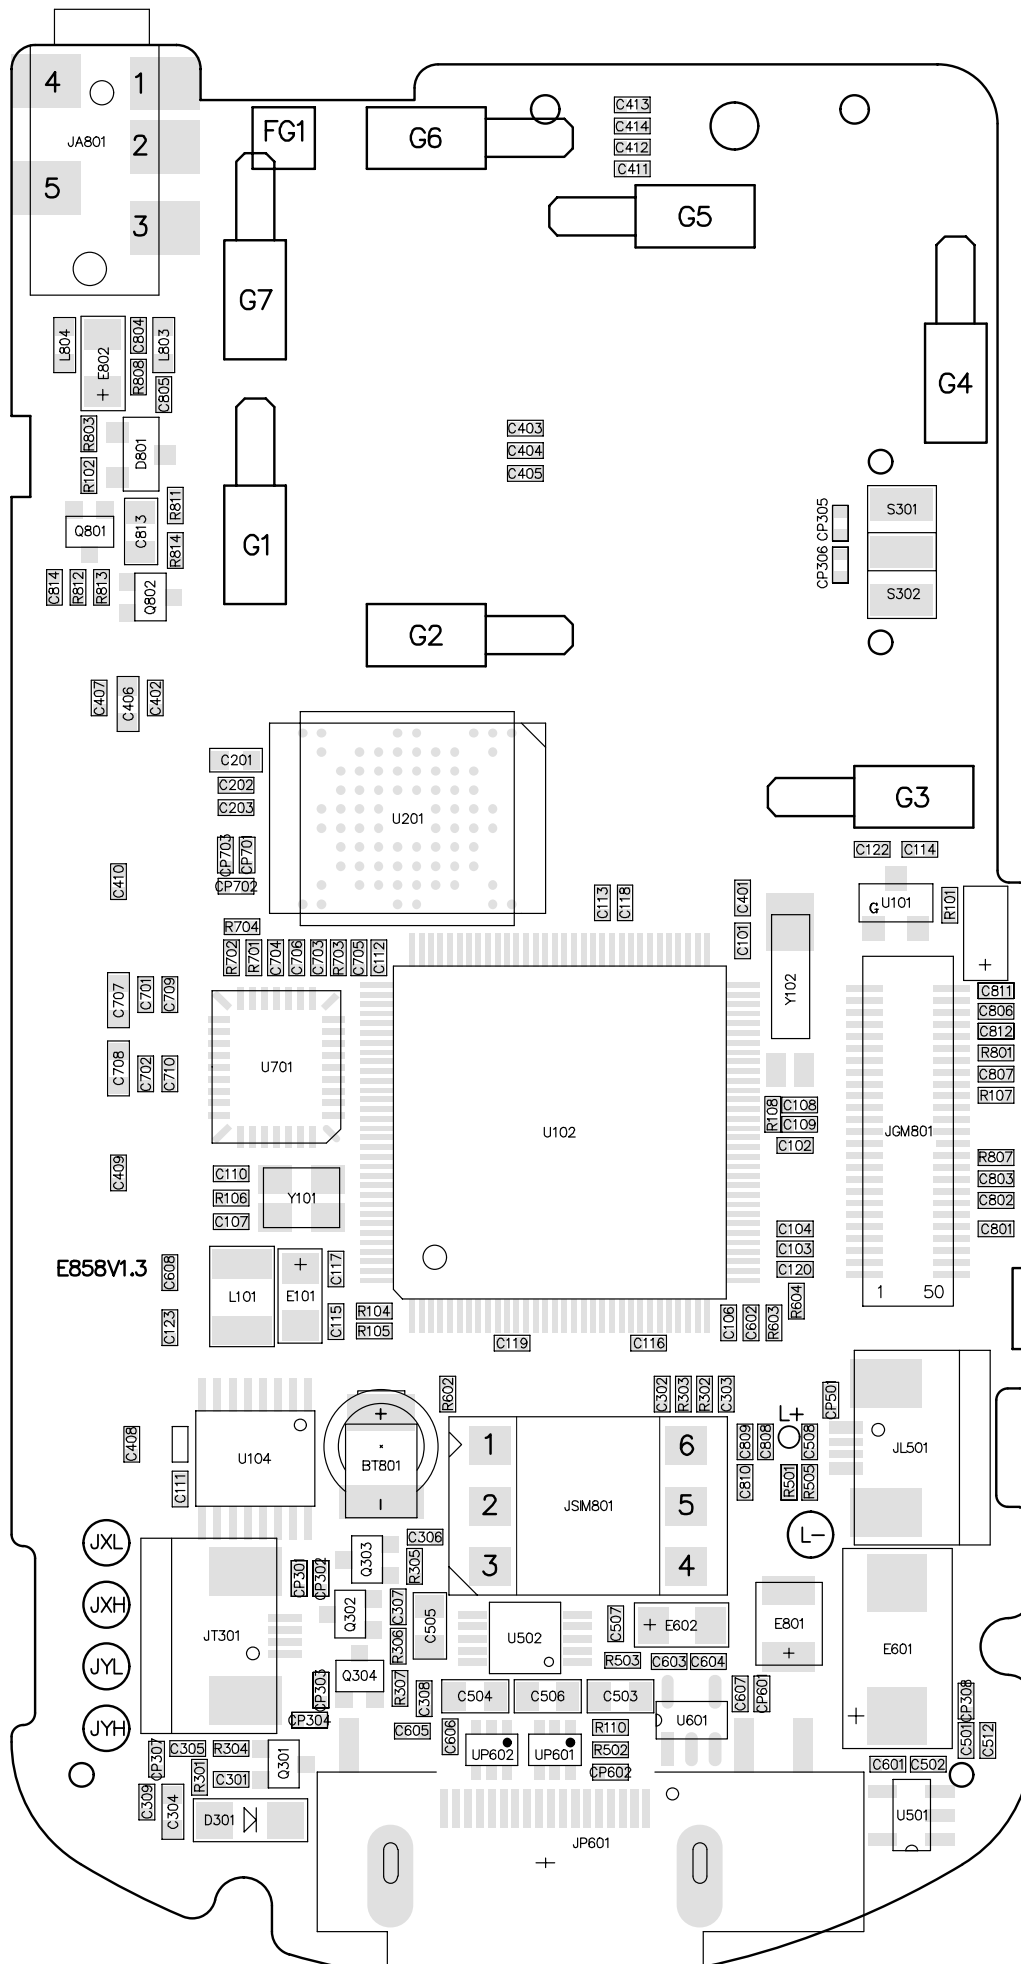 4
1
JA801
2
5
3
FG1
G6
C413
C414
C412
C411
G5
G7
G4
L804
E802
+
C804
R808
L803
C805
R803
R102
D801
C403
C404
C405
Q801
C813
R811
R814
G1
CP305
CP306
S301
S302
C814
R812
R813
Q802
G2
C407
C406
C402
C201
C202
C203
U201
G3
CP703
CP701
CP702
C122
C114
C410
C113
C118
C401
C101
G U101
R101
+
R704
R702
R701
C704
C706
C703
R703
C705
C112
C707
C701
C709
Y102
C811
C806
C812
R801
C807
R107
U701
C708
C702
C710
U102
R108
C108
C109
C102
JGM801
C409
C110
R106
C107
Y101
R807
C803
C802
C801
C104
C103
C120
E858V1.3
C608
C123
L101
+
E101
C117
C115
R104
R105
R604
1 50
C106
C602
R603
C119
C116
R602
C302
R303
R302
C303
CP501
L+
C408
U104
C111
+
BT801
−
1
2
3
JSIM801
6
5
4
C809
C808
C508
C810
R501
R505
JL501
L-
JXL
JXH
JYL
JYH
JT301
CP301
CP302
Q303
C306
R305
Q302
C307
R306
C505
U502
C507
+ E602
E801
+
E601
+
R503
C603
C604
CP303
Q304
R307
C308
CP304
C504
C506
C503
C607
CP601
CP308
C501
C512
C605
C606
UP602
UP601
R110
R502
CP602
U601
CP307
C305
R304
R301
C301
Q301
C309
C304
D301
C601
C502
U501
JP601
+